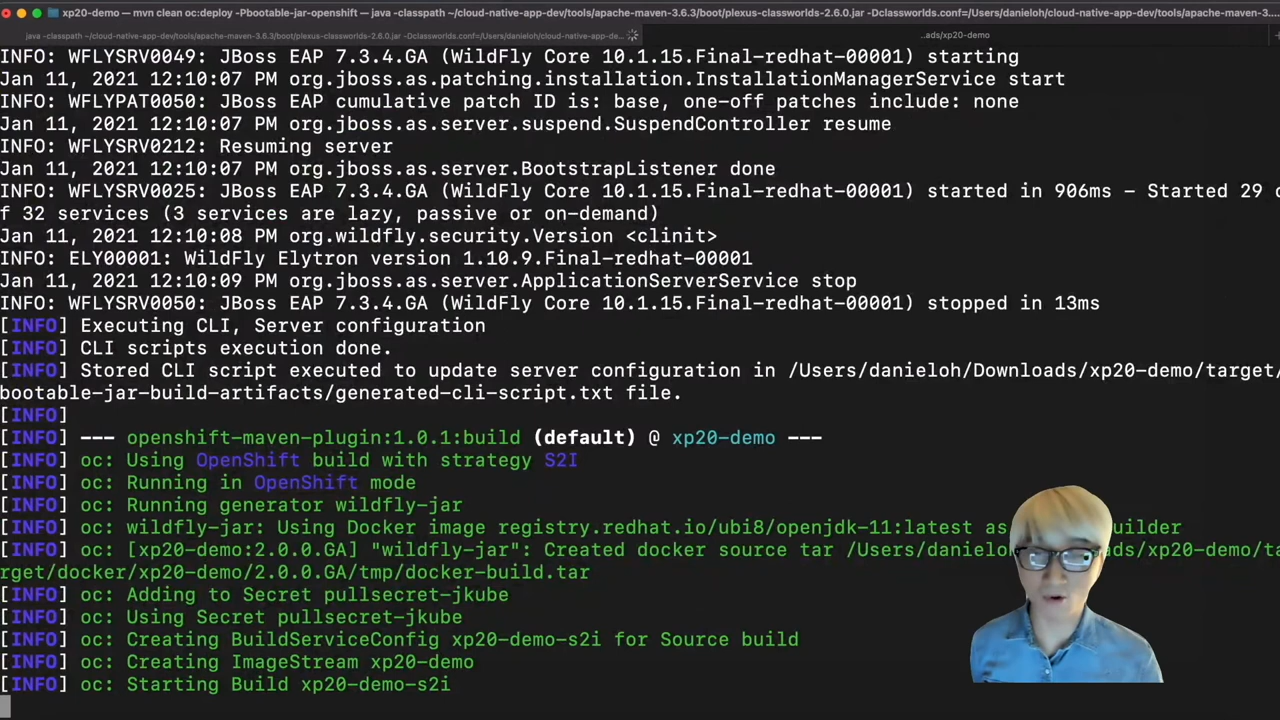 xp20-demo — mvn clean oc:deploy -Pbootable-jar-openshift — java -classpath ~/cloud-native-app-dev/tools/apache-maven-3.6.3/boot/plexus-classworlds-2.6.0.jar -Dclassworlds.conf=/Users/danieloh/cloud-native-app-dev/tools/apache-maven-3....
java -classpath ~/cloud-native-app-dev/tools/apache-maven-3.6.3/boot/plexus-classworlds-2.6.0.jar -Dclassworlds.conf=/Users/danieloh/cloud-native-app-de... ..ads/xp20-demo
INFO: WFLYSRV0049: JBoss EAP 7.3.4.GA (WildFly Core 10.1.15.Final-redhat-00001) starting
Jan 11, 2021 12:10:07 PM org.jboss.as.patching.installation.InstallationManagerService start
INFO: WFLYPAT0050: JBoss EAP cumulative patch ID is: base, one-off patches include: none
Jan 11, 2021 12:10:07 PM org.jboss.as.server.suspend.SuspendController resume
INFO: WFLYSRV0212: Resuming server
Jan 11, 2021 12:10:07 PM org.jboss.as.server.BootstrapListener done
INFO: WFLYSRV0025: JBoss EAP 7.3.4.GA (WildFly Core 10.1.15.Final-redhat-00001) started in 906ms – Started 29 o
f 32 services (3 services are lazy, passive or on-demand)
Jan 11, 2021 12:10:08 PM org.wildfly.security.Version <clinit>
INFO: ELY00001: WildFly Elytron version 1.10.9.Final-redhat-00001
Jan 11, 2021 12:10:09 PM org.jboss.as.server.ApplicationServerService stop
INFO: WFLYSRV0050: JBoss EAP 7.3.4.GA (WildFly Core 10.1.15.Final-redhat-00001) stopped in 13ms
[INFO] Executing CLI, Server configuration
[INFO] CLI scripts execution done.
[INFO] Stored CLI script executed to update server configuration in /Users/danieloh/Downloads/xp20-demo/target/
bootable-jar-build-artifacts/generated-cli-script.txt file.
[INFO]
[INFO] --- openshift-maven-plugin:1.0.1:build (default) @ xp20-demo ---
[INFO] oc: Using OpenShift build with strategy S2I
[INFO] oc: Running in OpenShift mode
[INFO] oc: Running generator wildfly-jar
[INFO] oc: wildfly-jar: Using Docker image registry.redhat.io/ubi8/openjdk-11:latest as uilder
[INFO] oc: [xp20-demo:2.0.0.GA] "wildfly-jar": Created docker source tar /Users/danieloh ads/xp20-demo/ta
rget/docker/xp20-demo/2.0.0.GA/tmp/docker-build.tar
[INFO] oc: Adding to Secret pullsecret-jkube
[INFO] oc: Using Secret pullsecret-jkube
[INFO] oc: Creating BuildServiceConfig xp20-demo-s2i for Source build
[INFO] oc: Creating ImageStream xp20-demo
[INFO] oc: Starting Build xp20-demo-s2i